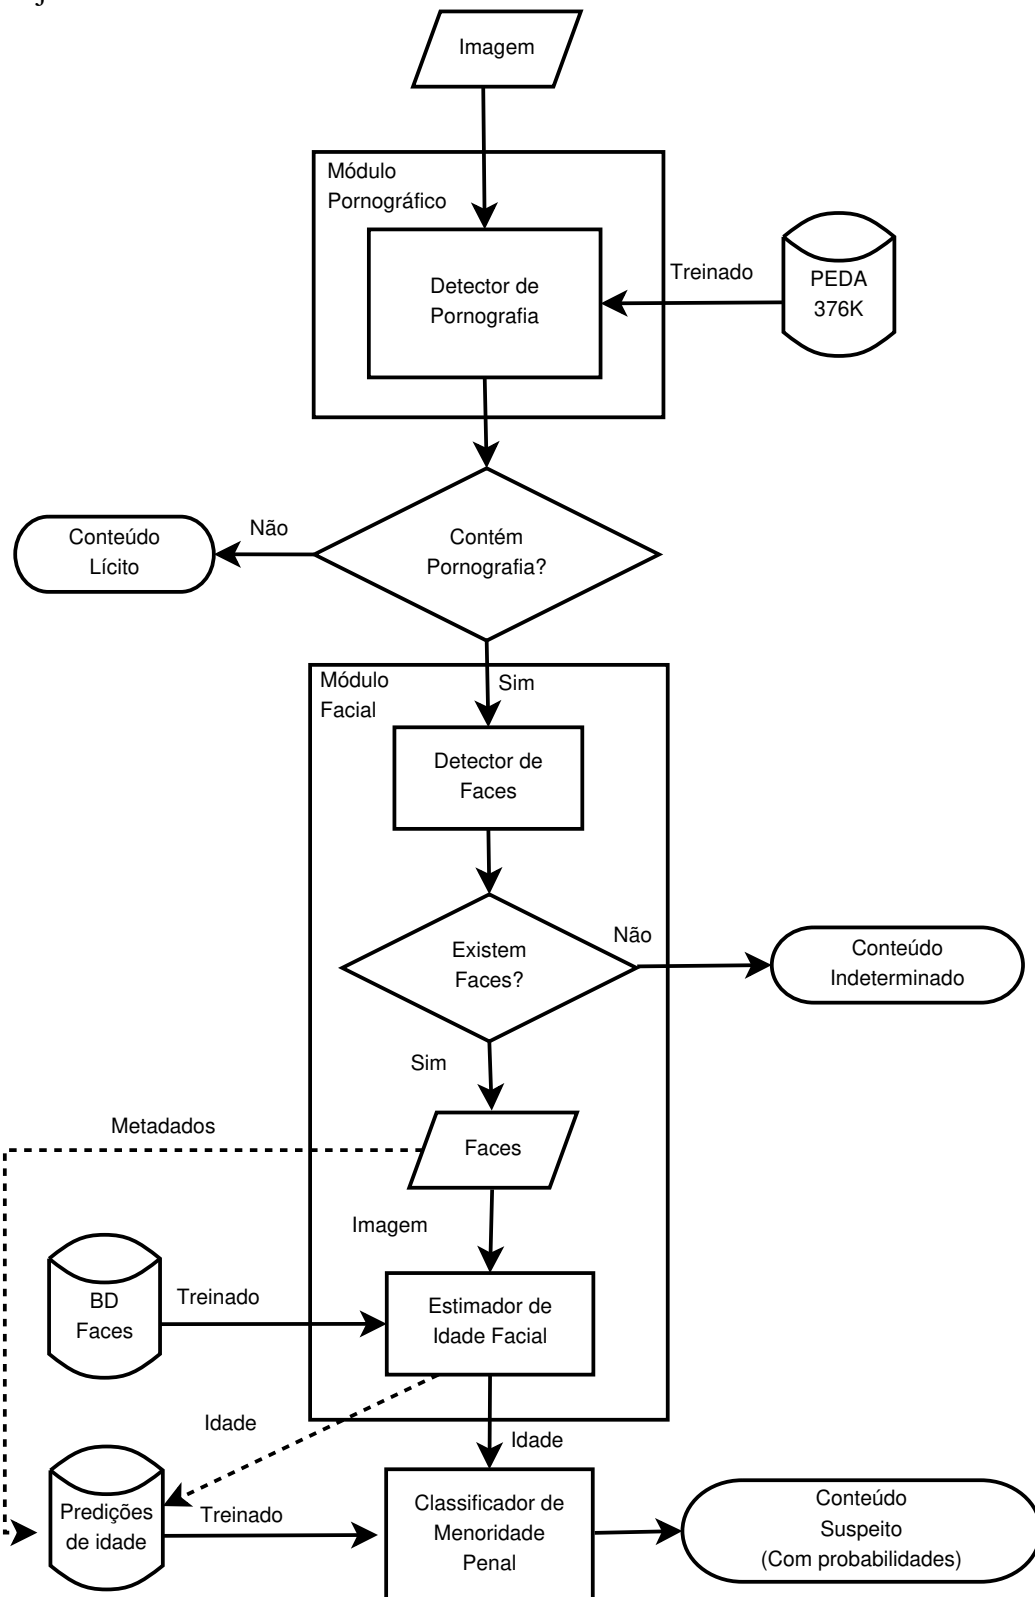 Imagem
Módulo
Pornográfico
Detector de
Pornografia
Treinado
PEDA
376K
Contém
Pornografia?
Não
Conteúdo
Lícito
Sim
Módulo
Facial
Detector de
Faces
Existem
Faces?
Não
Conteúdo
Indeterminado
Sim
Metadados
Faces
Imagem
BD
Faces
Treinado
Estimador de
Idade Facial
Idade
Idade
Predições
de idade
Treinado
Classificador de
Menoridade
Penal
Conteúdo
Suspeito
(Com probabilidades)